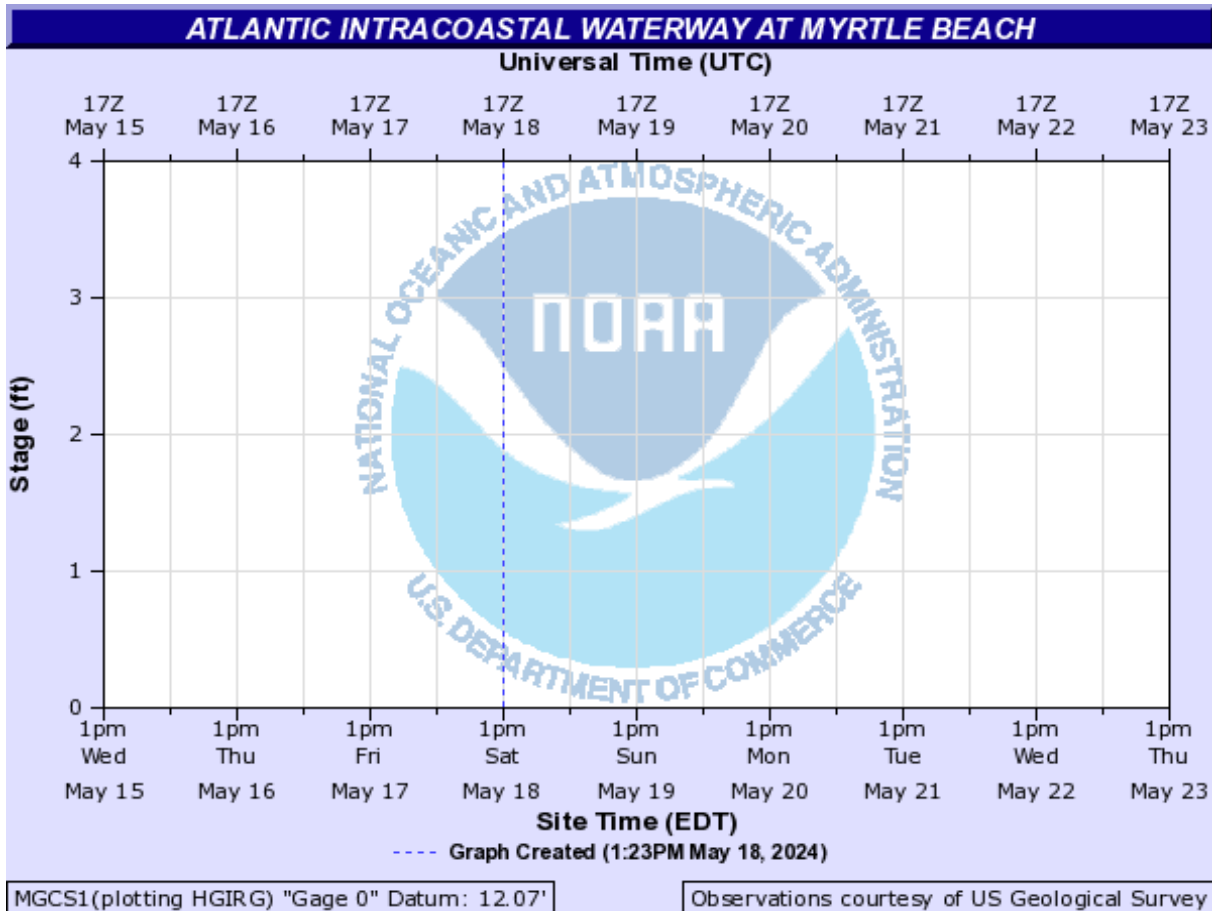 ATLANTIC INTRACOASTAL WATERWAY AT MYRTLE BEACH
Universal Time (UTC)
17Z 17Z 17Z 17Z 17Z 17Z 17Z 17Z 17Z
May 15 May 16 May 17 May 18 May 19 May 20 May 21 May 22 May 23
4
3
2
1
0
Stage (ft)
NATIONAL OCEANIC AND ATMOSPHERIC ADMINISTRATION
NOAA
U.S. DEPARTMENT OF COMMERCE
1pm 1pm 1pm 1pm 1pm 1pm 1pm 1pm 1pm
Wed Thu Fri Sat Sun Mon Tue Wed Thu
May 15 May 16 May 17 May 18 May 19 May 20 May 21 May 22 May 23
Site Time (EDT)
---- Graph Created (1:23PM May 18, 2024)
MGCS1(plotting HGIRG) "Gage 0" Datum: 12.07'
Observations courtesy of US Geological Survey